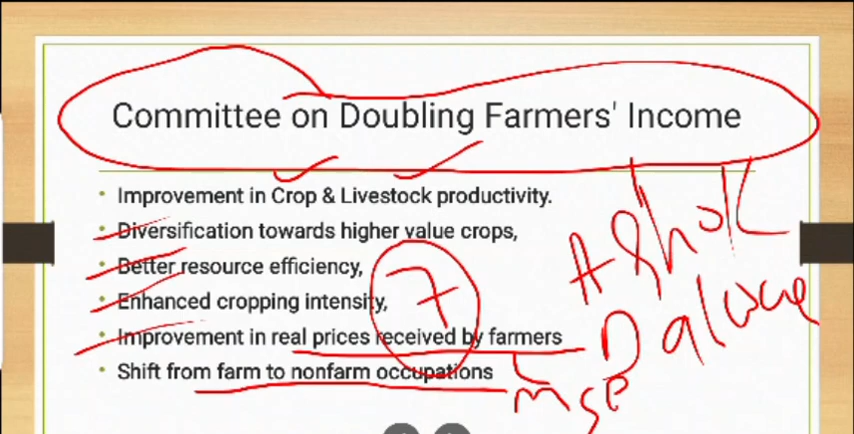 Committee on Doubling Farmers' Income
Improvement in Crop & Livestock productivity.
Diversification towards higher value crops,
Better resource efficiency,
Enhanced cropping intensity,
Improvement in real prices received by farmers
Shift from farm to nonfarm occupations
7
Ashok
Dalwai
MSP